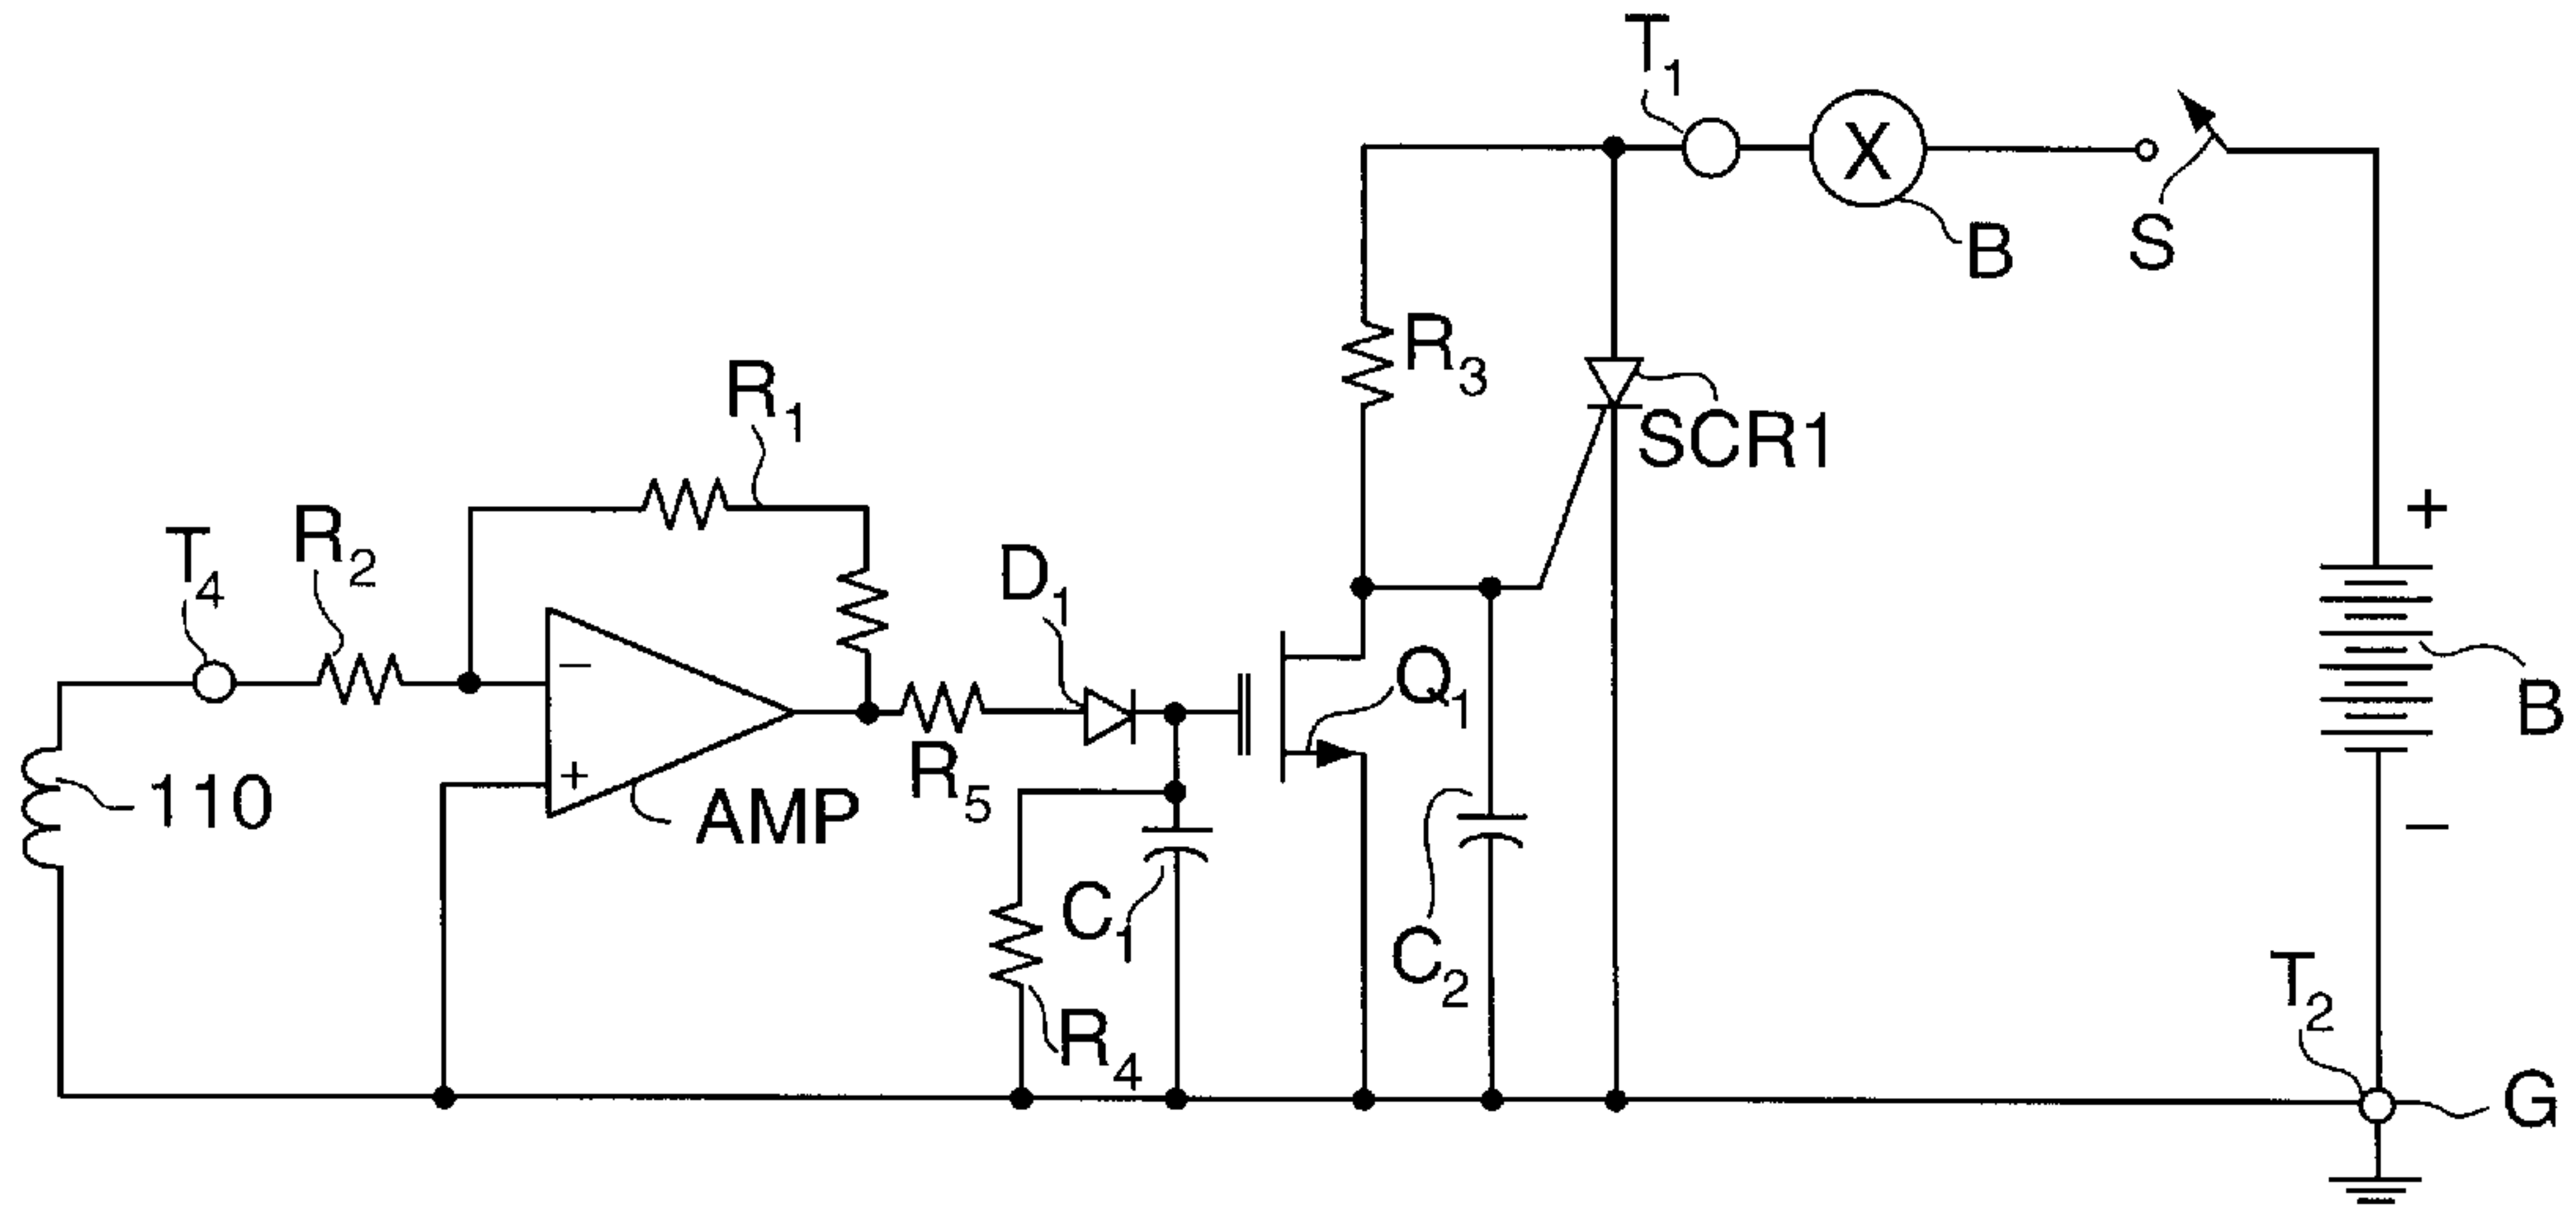 T1
X
B
S
R3
SCR1
R1
+
T4
R2
D1
−
Q1
B
110
+
AMP
R5
−
C1
C2
T2
R4
G